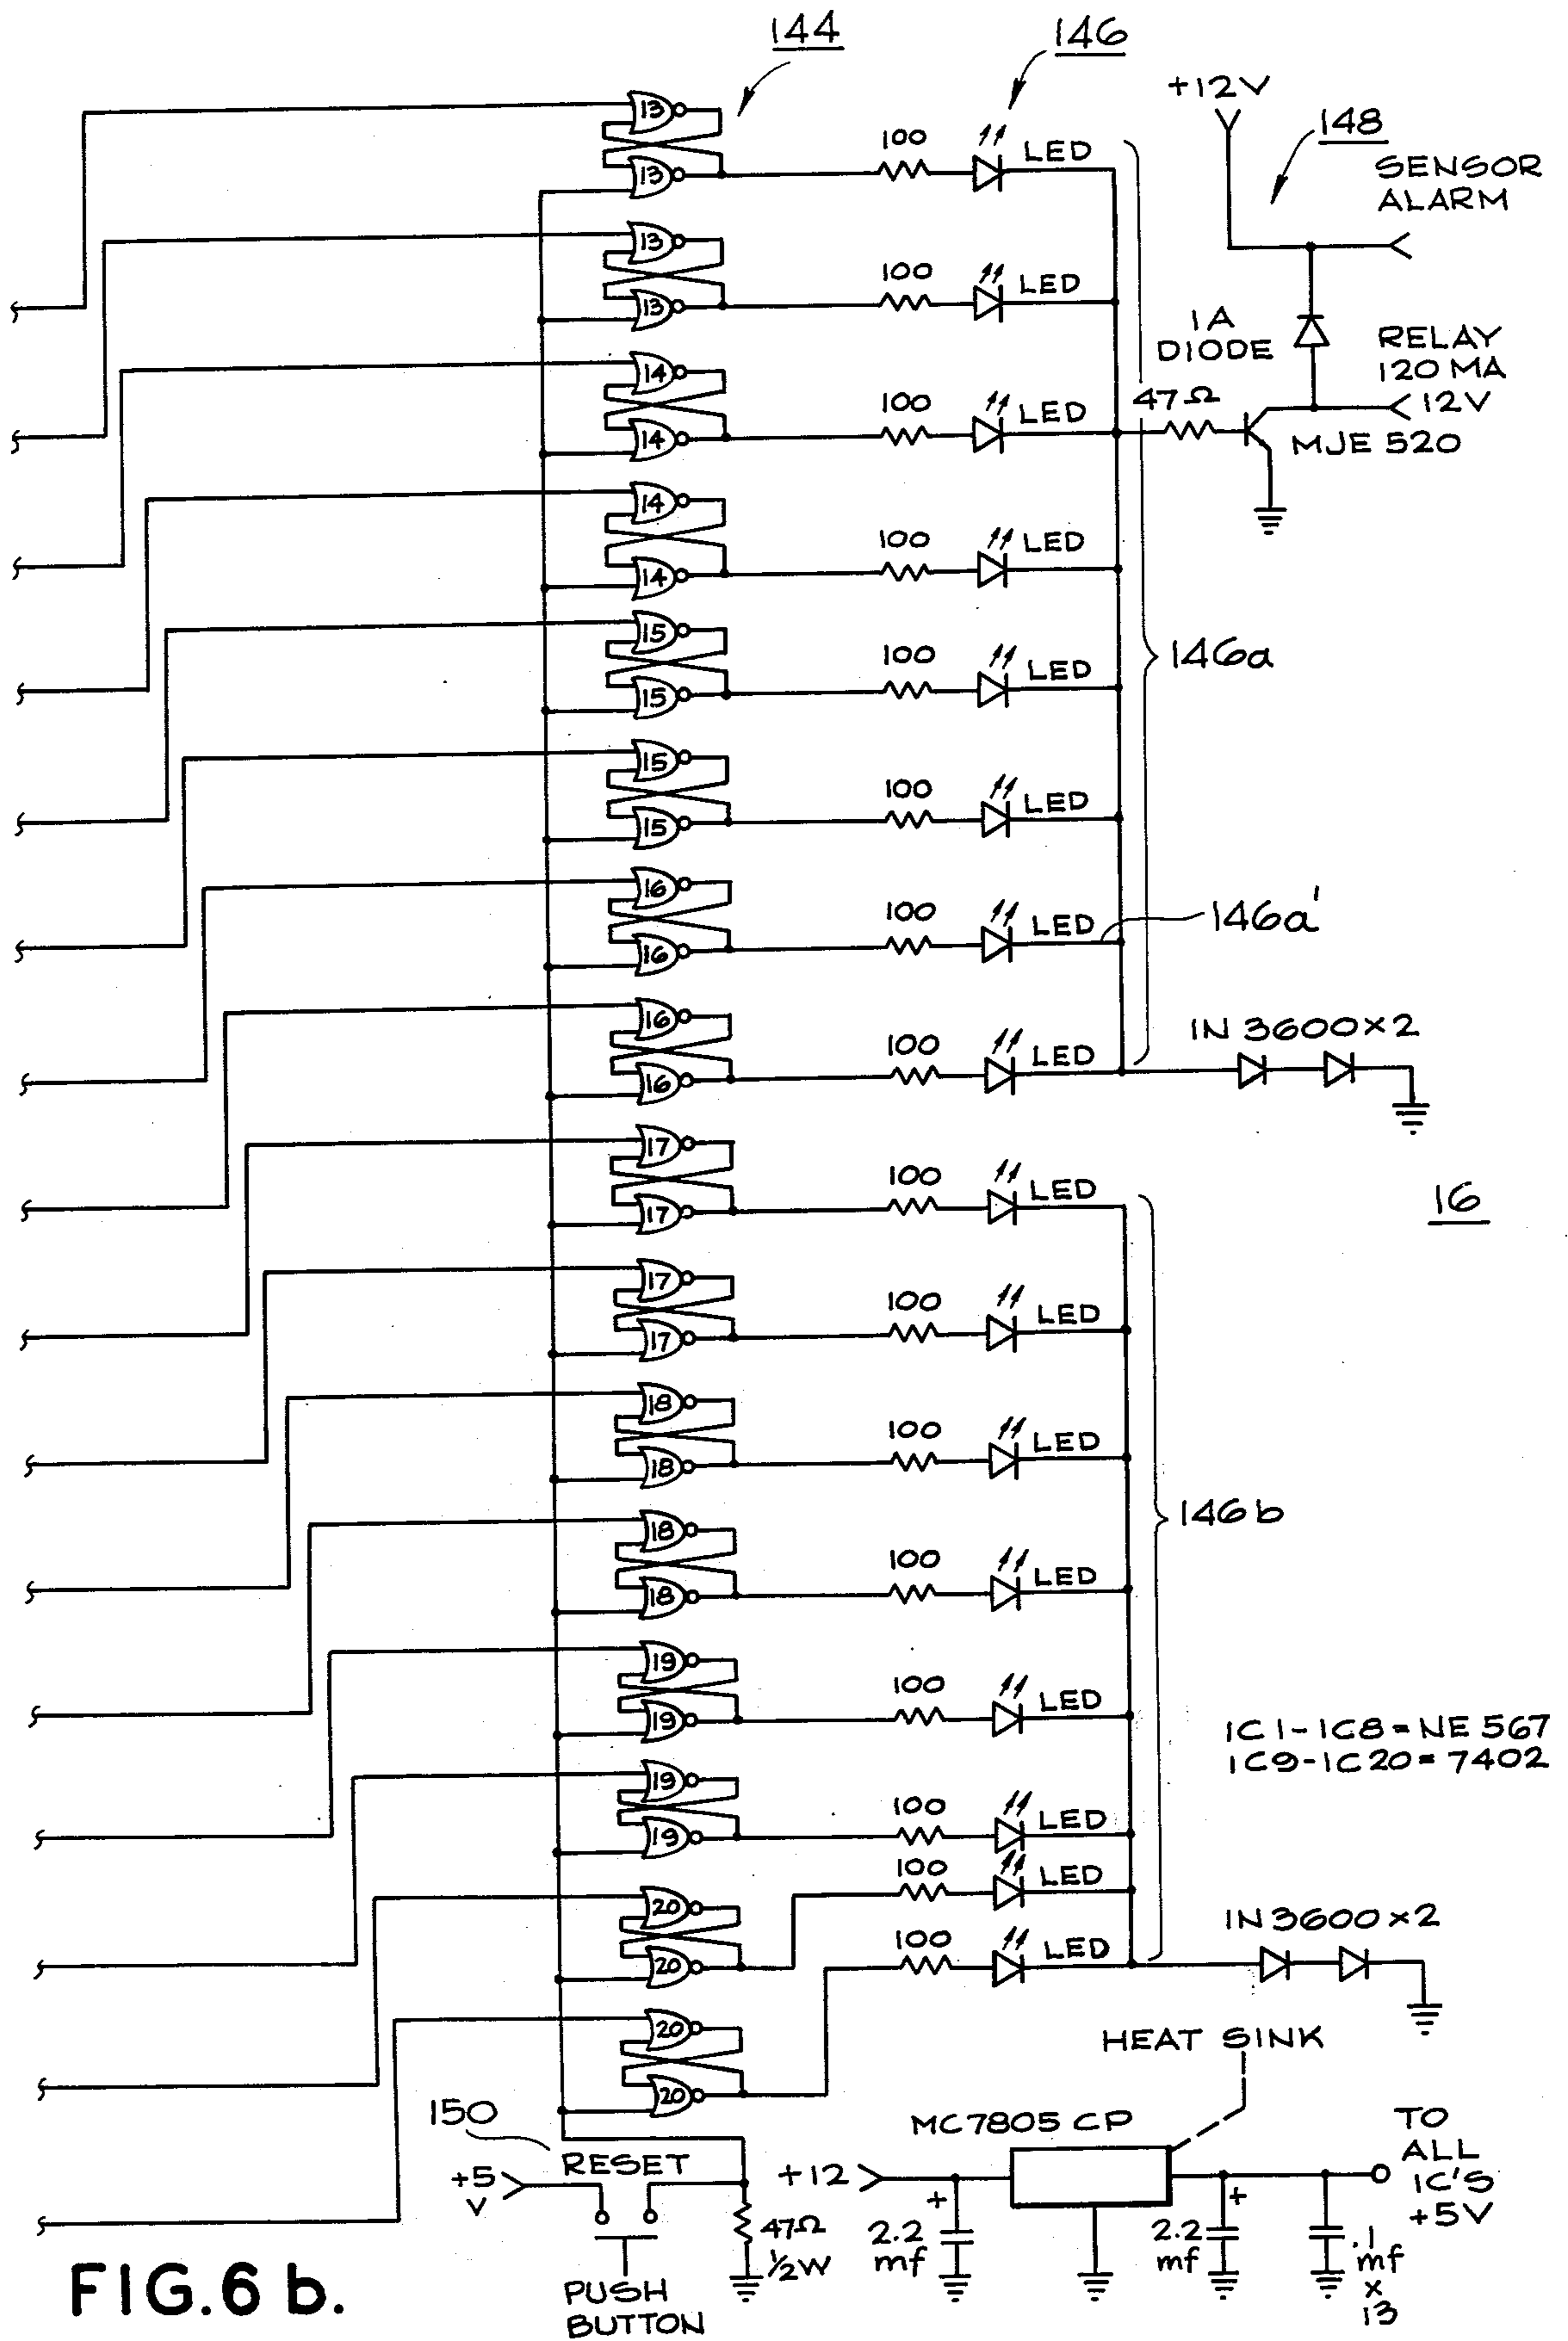 144
146
+12V
148
SENSOR
ALARM
13
100
LED
13
13
100
LED
13
1A
DIODE
RELAY
120 MA
12V
14
100
LED
47Ω
14
MJE 520
14
100
LED
14
15
100
LED
146a
15
15
100
LED
15
16
100
LED
146a'
16
16
100
LED
IN 3600 x 2
16
17
100
LED
16
17
17
100
LED
17
18
100
LED
18
18
100
LED
146b
18
19
100
LED
19
IC1-IC8 = NE 567
IC9-IC20 = 7402
19
100
LED
19
100
LED
20
100
LED
IN3600 x 2
20
20
HEAT SINK
20
150
RESET
+5
V
MC7805 CP
+12
TO
ALL
IC'S
+5V
+
+
47Ω
1/2W
2.2
mf
2.2
mf
.1
mf
x
13
PUSH
BUTTON
FIG.6b.